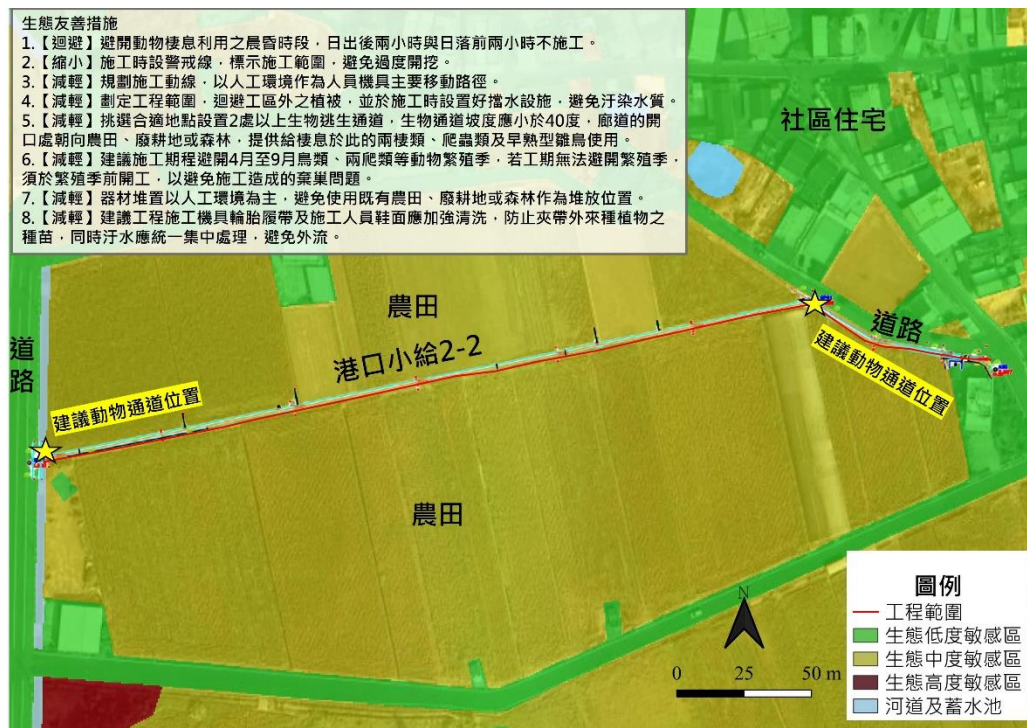 生態友善措施
1.【迴避】避開動物棲息利用之晨昏時段，日出後兩小時與日落前兩小時不施工。
2.【縮小】施工時設警戒線，標示施工範圍，避免過度開挖。
3.【減輕】規劃施工動線，以人工環境作為人員機具主要移動路徑。
4.【減輕】劃定工程範圍，迴避工區外之植被，並於施工時設置好擋水設施，避免汙染水質。
5.【減輕】挑選合適地點設置2處以上生物逃生通道，生物通道坡度應小於40度，廊道的開
口處朝向農田、廢耕地或森林，提供給棲息於此的兩棲類、爬蟲類及早熟型雛鳥使用。
6.【減輕】建議施工期程避開4月至9月鳥類、兩爬類等動物繁殖季，若工期無法避開繁殖季，
須於繁殖季前開工，以避免施工造成的棄巢問題。
7.【減輕】器材堆置以人工環境為主，避免使用既有農田、廢耕地或森林作為堆放位置。
8.【減輕】建議工程施工機具輪胎履帶及施工人員鞋面應加強清洗，防止夾帶外來種植物之
種苗，同時汙水應統一集中處理，避免外流。
社區住宅
農田
道路
港口小給2-2
道路
建議動物通道位置
建議動物通道位置
農田
N
0 25 50 m
圖例
工程範圍
生態低度敏感區
生態中度敏感區
生態高度敏感區
河道及蓄水池